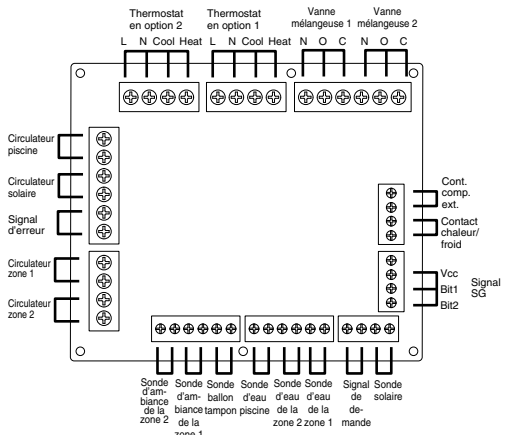 Thermostat
en option 2
Thermostat
en option 1
Vanne
mélangeuse 1
Vanne
mélangeuse 2
L N Cool Heat
L N Cool Heat
N O C
N O C
Circulateur
piscine
Circulateur
solaire
Signal
d'erreur
Circulateur
zone 1
Circulateur
zone 2
Cont.
comp.
ext.
Contact
chaleur/
froid
Vcc
Bit1
Bit2
Signal
SG
Sonde
d'am-
biance
de la
zone 2
Sonde
d'am-
biance
de la
zone 1
Sonde
ballon
tampon
Sonde
d'eau
piscine
Sonde
d'eau
de la
zone 2
Sonde
d'eau
de la
zone 1
Signal
de
de-
mande
Sonde
solaire